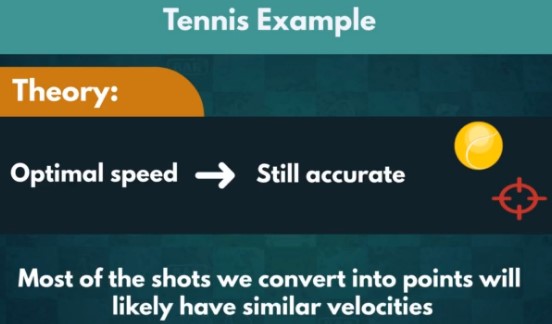 Tennis Example
Theory:
Optimal speed → Still accurate
Most of the shots we convert into points will
likely have similar velocities